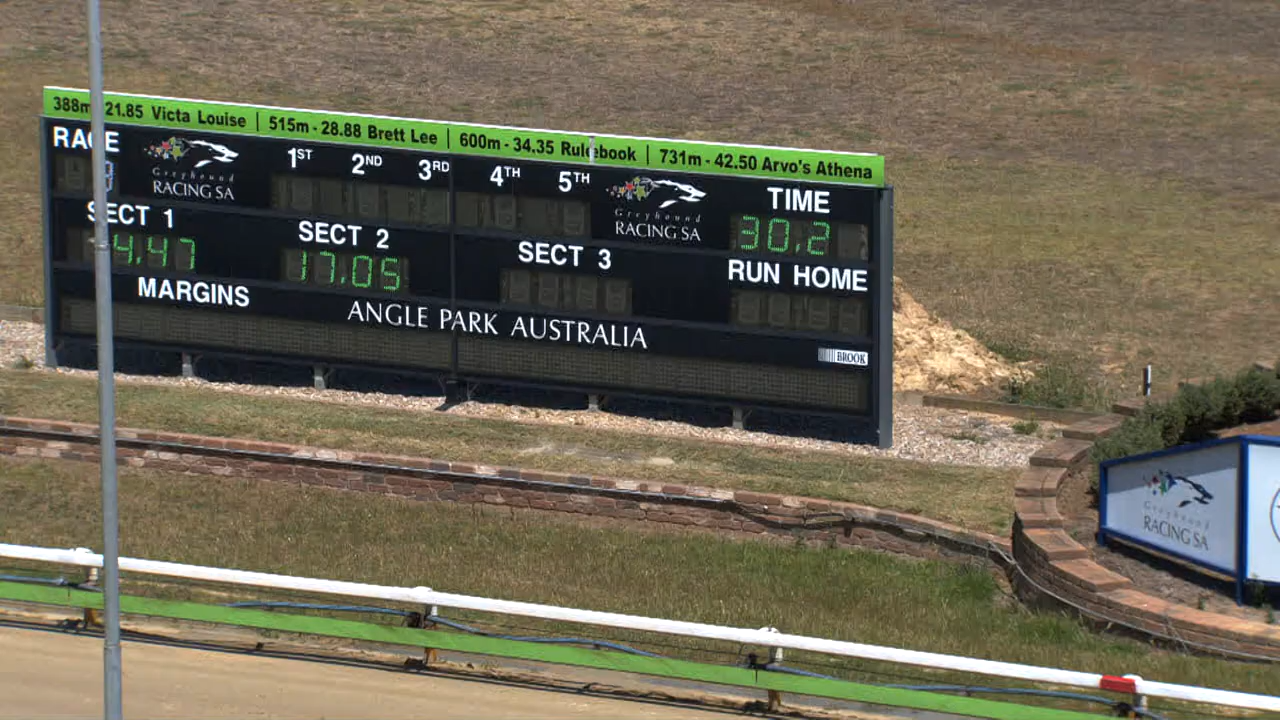 388m 21.85 Victa Louise | 515m - 28.88 Brett Lee | 600m - 34.35 Rulebook | 731m - 42.50 Arvo's Athena
RACE
Greyhound
RACING SA
1ST 2ND 3RD 4TH 5TH
Greyhound
RACING SA
TIME
30.2
SECT 1
4.47
SECT 2
17.05
SECT 3
RUN HOME
MARGINS
ANGLE PARK AUSTRALIA
BROOK
Greyhound
RACING SA